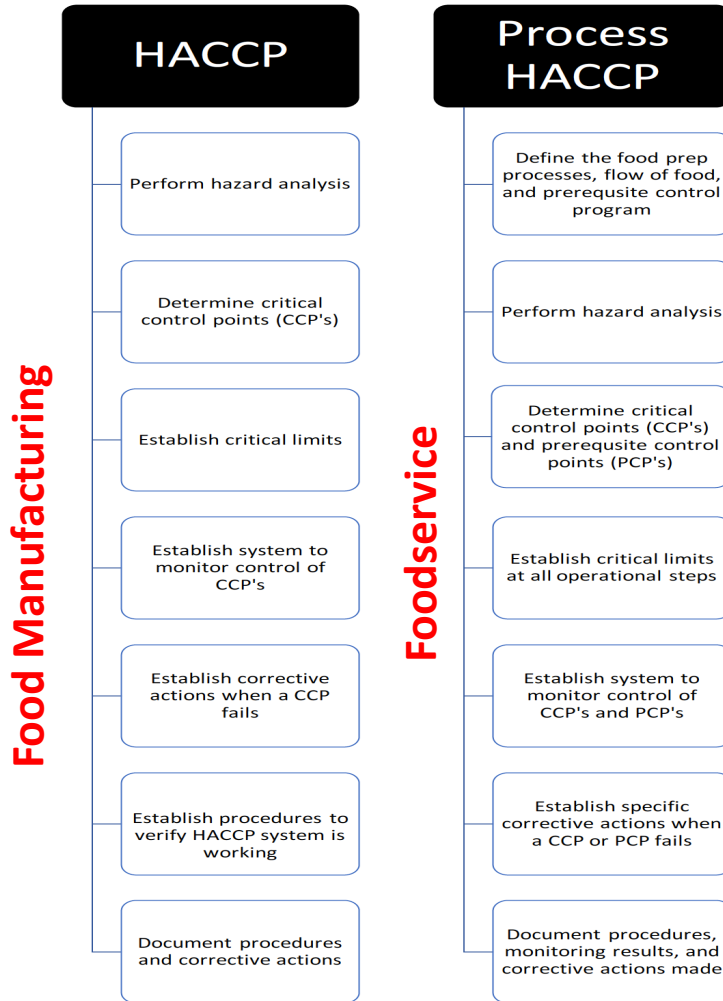 HACCP
Perform hazard analysis
Determine critical
control points (CCP's)
Establish critical limits
Establish system to
monitor control of
CCP's
Establish corrective
actions when a CCP
fails
Establish procedures to
verify HACCP system is
working
Document procedures
and corrective actions
Food Manufacturing
Process
HACCP
Define the food prep
processes, flow of food,
and prerequsite control
program
Perform hazard analysis
Determine critical
control points (CCP's)
and prerequsite control
points (PCP's)
Establish critical limits
at all operational steps
Establish system to
monitor control of
CCP's and PCP's
Establish specific
corrective actions when
a CCP or PCP fails
Document procedures,
monitoring results, and
corrective actions made
Foodservice